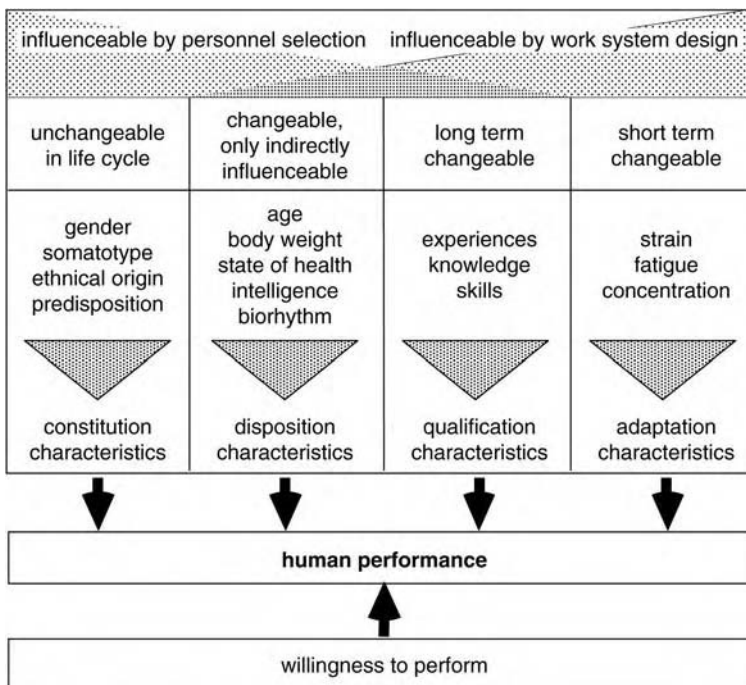 influenceable by personnel selection
influenceable by work system design
unchangeable
in life cycle
changeable,
only indirectly
influenceable
long term
changeable
short term
changeable
gender
somatotype
ethnical origin
predisposition
age
body weight
state of health
intelligence
biorhythm
experiences
knowledge
skills
strain
fatigue
concentration
constitution
characteristics
disposition
characteristics
qualification
characteristics
adaptation
characteristics
human performance
willingness to perform